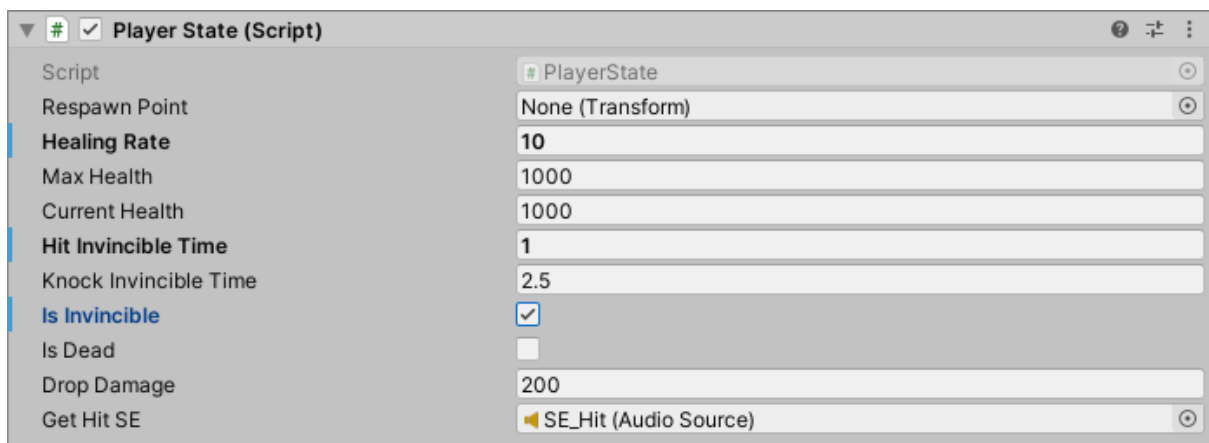 # Player State (Script)
Script # PlayerState
Respawn Point None (Transform)
Healing Rate 10
Max Health 1000
Current Health 1000
Hit Invincible Time 1
Knock Invincible Time 2.5
Is Invincible
Is Dead
Drop Damage 200
Get Hit SE SE_Hit (Audio Source)